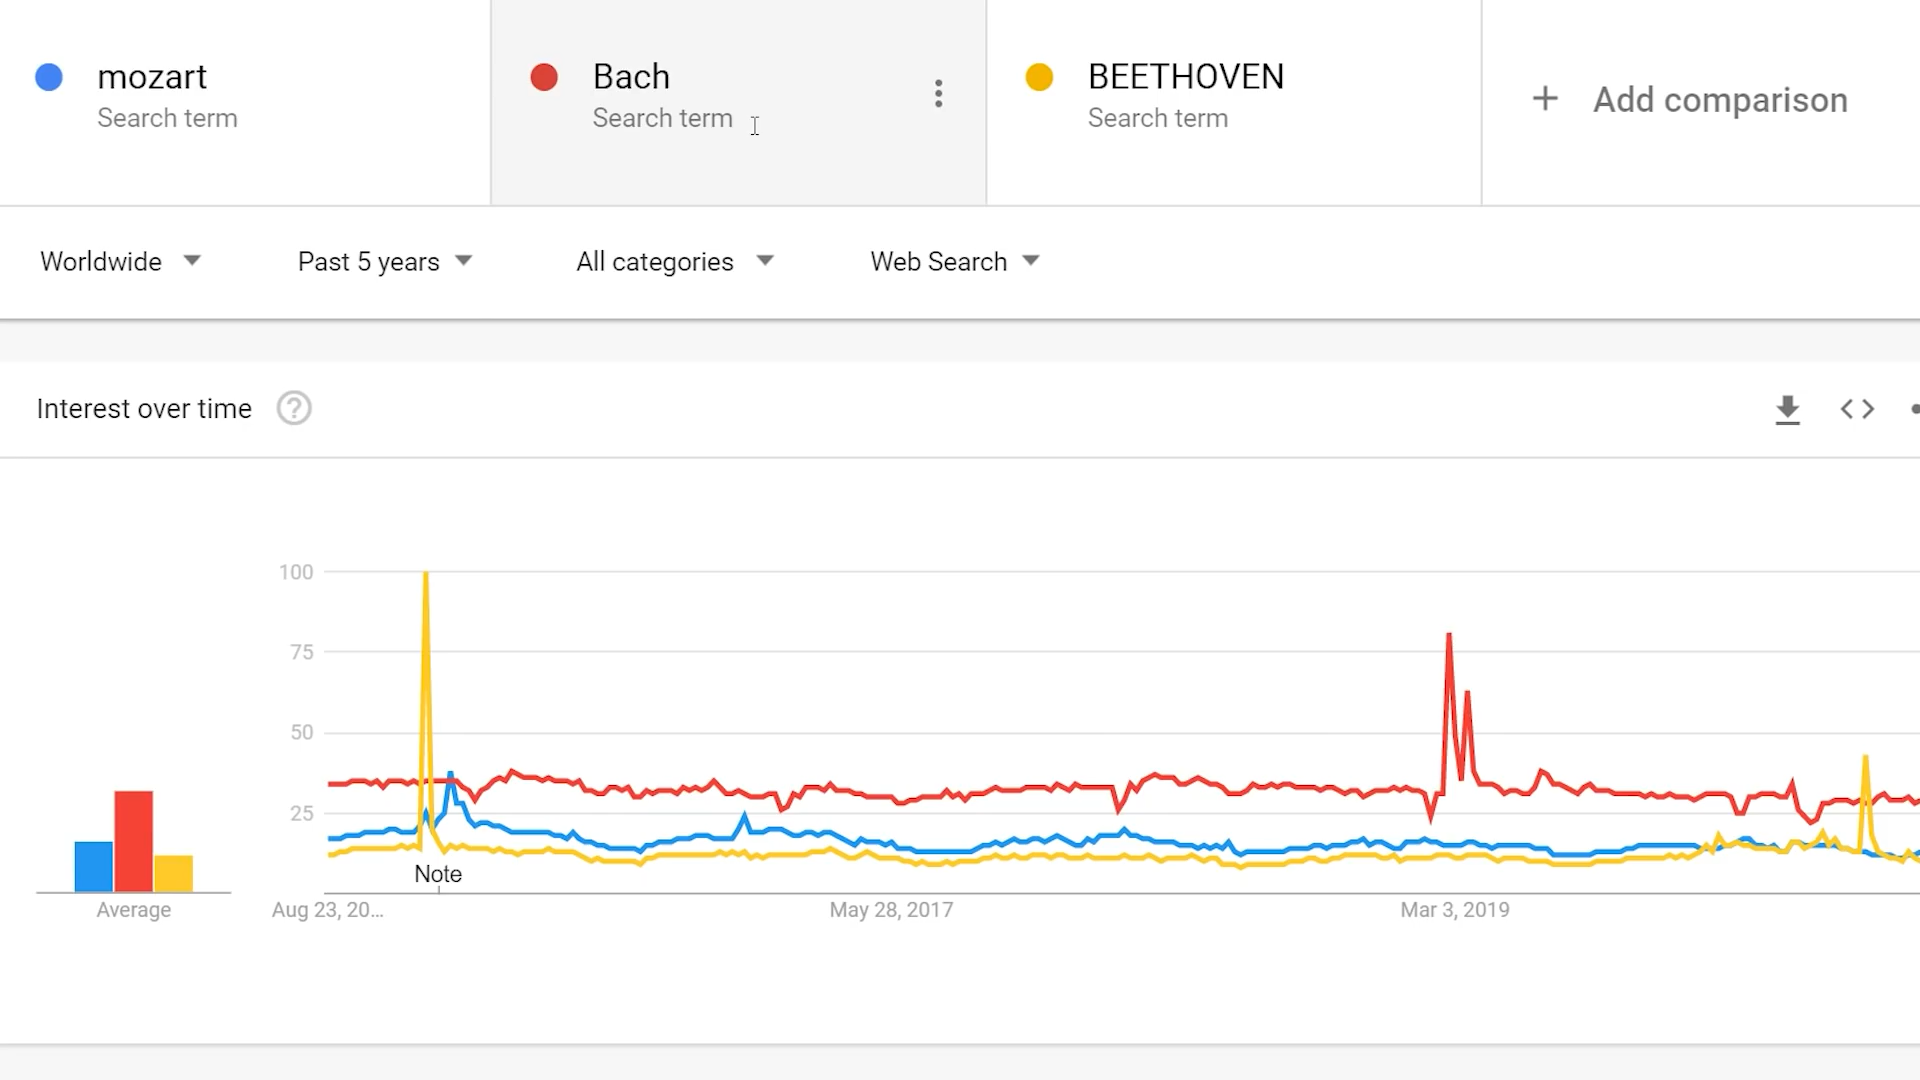 mozart
Search term
Bach
Search term
BEETHOVEN
Search term
+ Add comparison
Worldwide
Past 5 years
All categories
Web Search
Interest over time
100
75
50
25
Note
Average
Aug 23, 20...
May 28, 2017
Mar 3, 2019